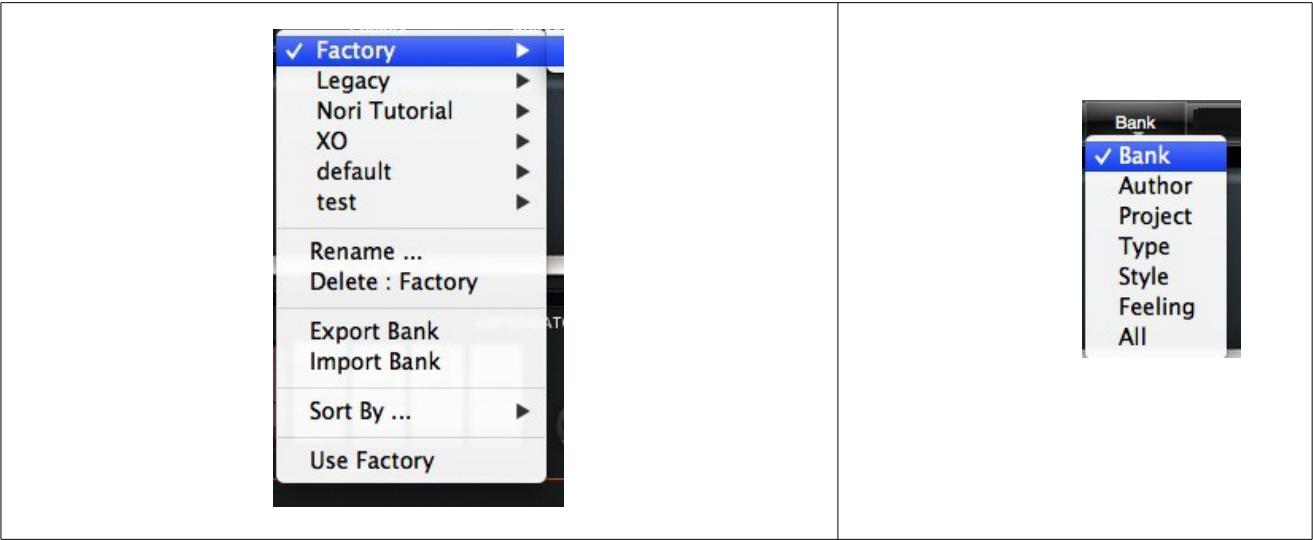 Factory
Legacy
Nori Tutorial
XO
default
test
Rename ...
Delete : Factory
Export Bank
Import Bank
Sort By ...
Use Factory
Bank
Bank
Author
Project
Type
Style
Feeling
All